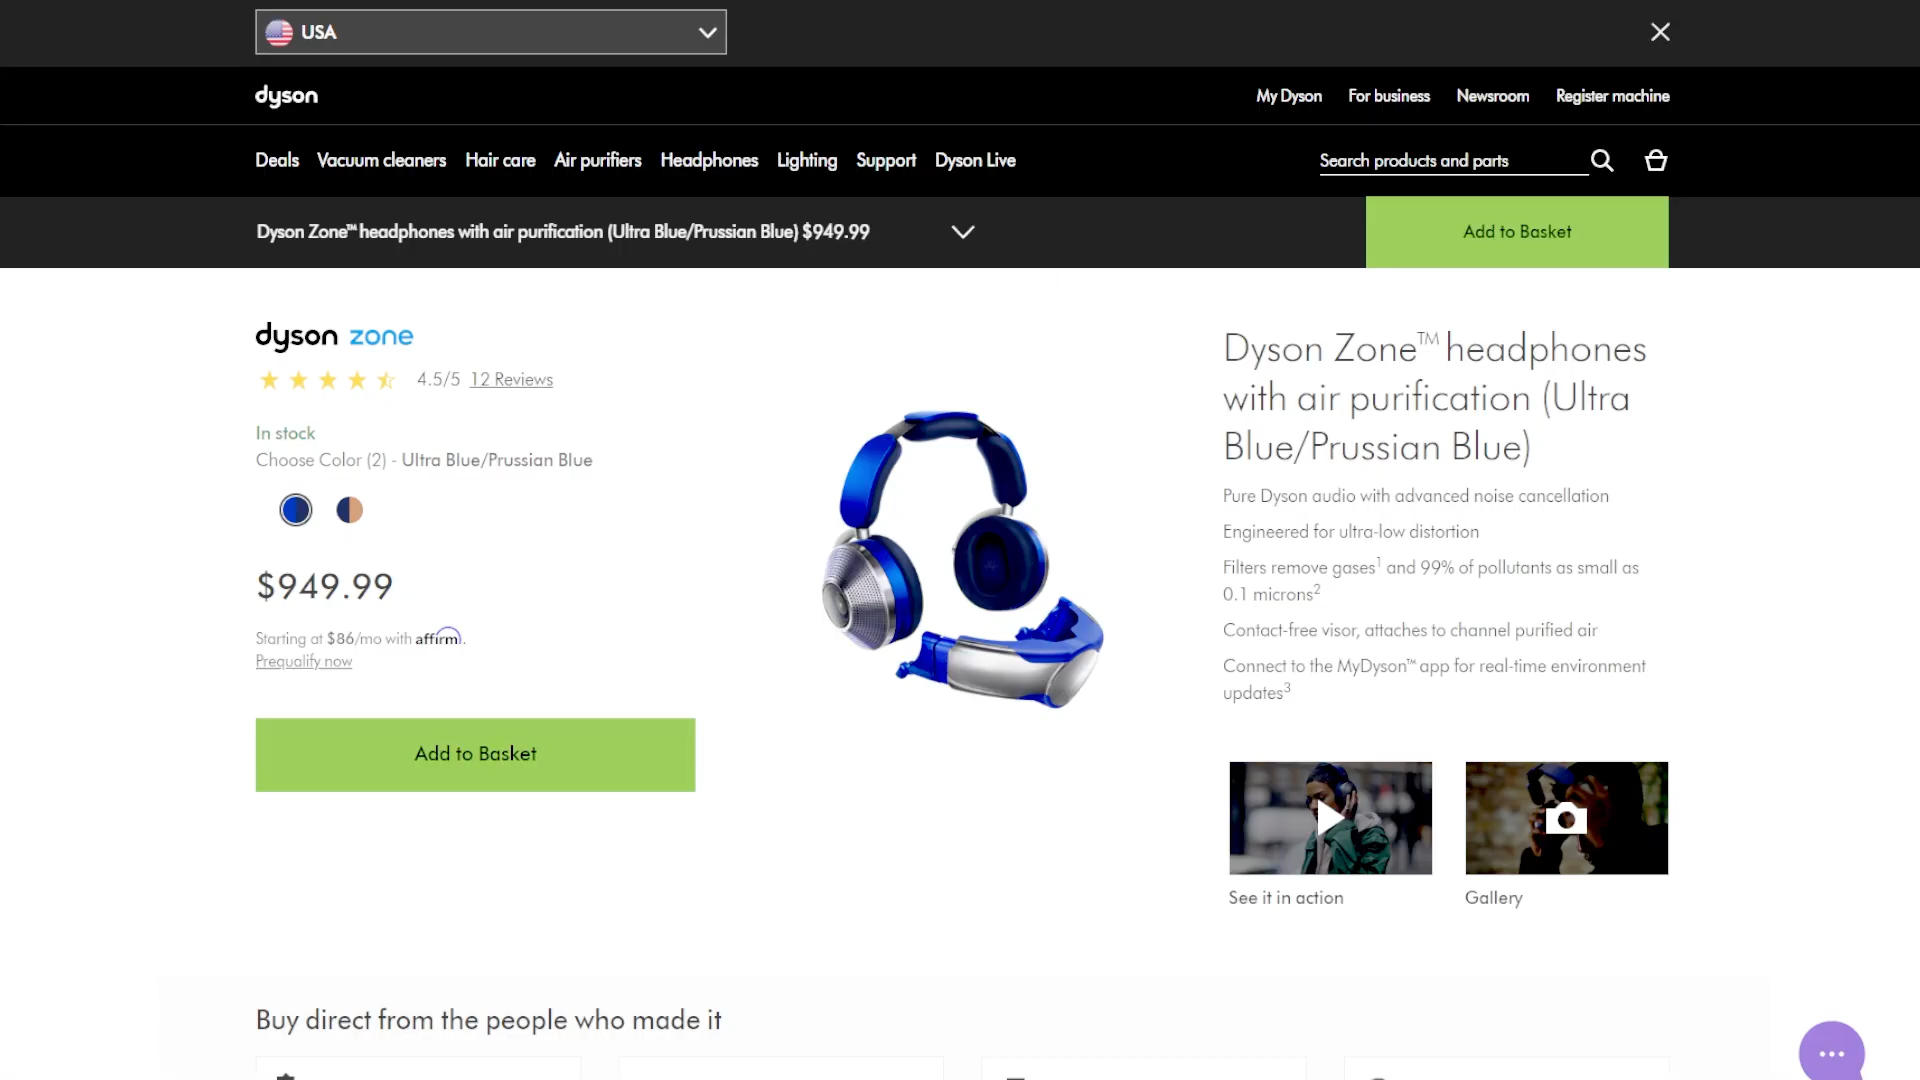 USA
dyson
My Dyson
For business
Newsroom
Register machine
Deals
Vacuum cleaners
Hair care
Air purifiers
Headphones
Lighting
Support
Dyson Live
Search products and parts
Dyson Zone™ headphones with air purification (Ultra Blue/Prussian Blue) $949.99
Add to Basket
dyson zone
4.5/5 12 Reviews
In stock
Choose Color (2) - Ultra Blue/Prussian Blue
$949.99
Starting at $86/mo with affirm.
Prequalify now
Add to Basket
Dyson Zone™ headphones
with air purification (Ultra
Blue/Prussian Blue)
Pure Dyson audio with advanced noise cancellation
Engineered for ultra-low distortion
Filters remove gases¹ and 99% of pollutants as small as
0.1 microns²
Contact-free visor, attaches to channel purified air
Connect to the MyDyson™ app for real-time environment
updates³
See it in action
Gallery
Buy direct from the people who made it